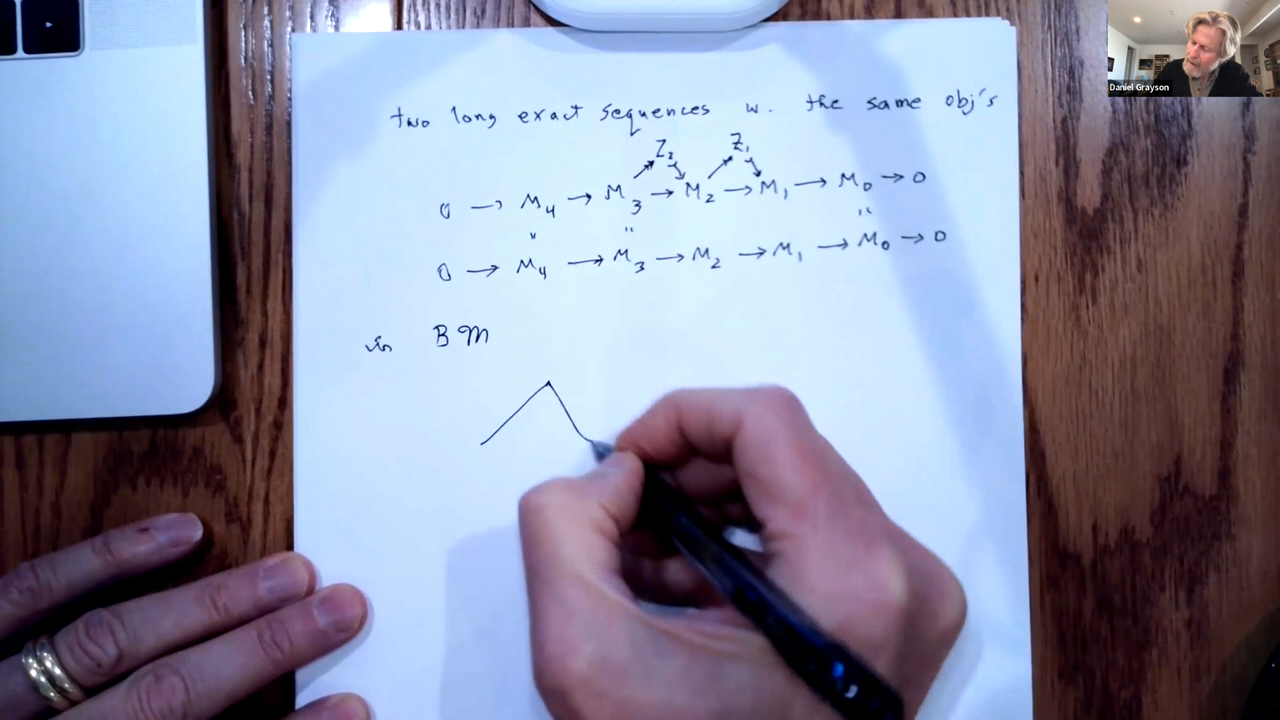 Daniel Grayson
two long exact sequences w. the same obj's
Z₂ Z₁
0 → M₄ → M₃ → M₂ → M₁ → M₀ → 0
" " "
0 → M₄ → M₃ → M₂ → M₁ → M₀ → 0
in B𝓜